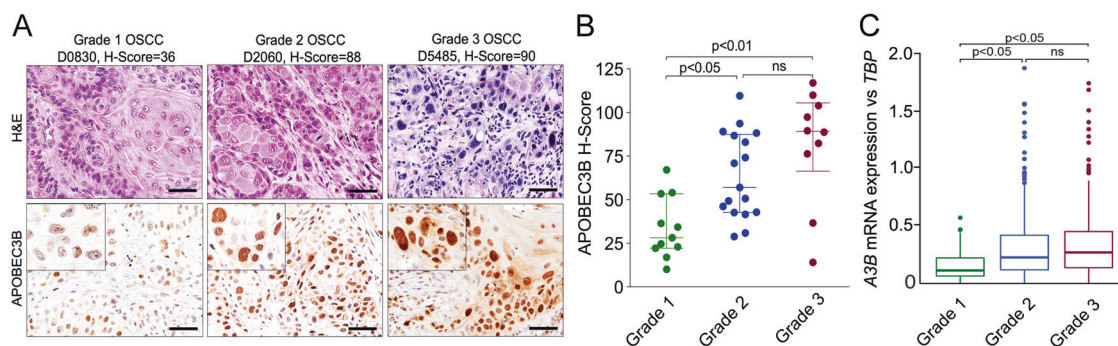 A
Grade 1 OSCC
D0830, H-Score=36
Grade 2 OSCC
D2060, H-Score=88
Grade 3 OSCC
D5485, H-Score=90
H&E
APOBEC3B
B
p<0.01
p<0.05
ns
APOBEC3B H-Score
125
100
75
50
25
0
Grade 1
Grade 2
Grade 3
C
p<0.05
p<0.05
ns
A3B mRNA expression vs TBP
2.0
1.5
1.0
0.5
0
Grade 1
Grade 2
Grade 3